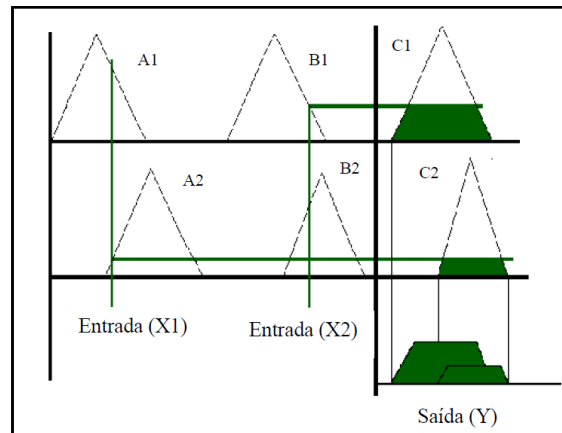 A1
B1
C1
A2
B2
C2
Entrada (X1)
Entrada (X2)
Saída (Y)